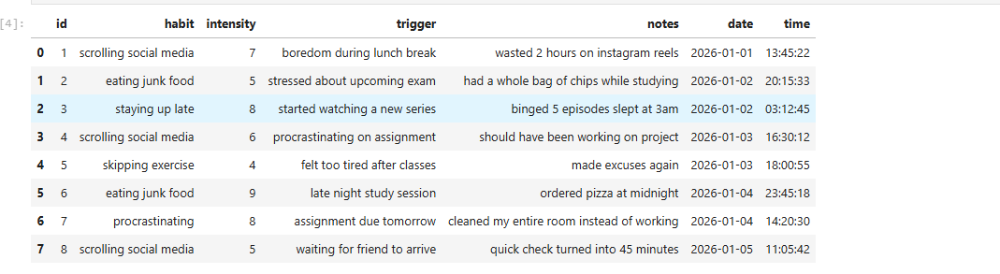 [4]:
id habit intensity trigger notes date time
0 1 scrolling social media 7 boredom during lunch break wasted 2 hours on instagram reels 2026-01-01 13:45:22
1 2 eating junk food 5 stressed about upcoming exam had a whole bag of chips while studying 2026-01-02 20:15:33
2 3 staying up late 8 started watching a new series binged 5 episodes slept at 3am 2026-01-02 03:12:45
3 4 scrolling social media 6 procrastinating on assignment should have been working on project 2026-01-03 16:30:12
4 5 skipping exercise 4 felt too tired after classes made excuses again 2026-01-03 18:00:55
5 6 eating junk food 9 late night study session ordered pizza at midnight 2026-01-04 23:45:18
6 7 procrastinating 8 assignment due tomorrow cleaned my entire room instead of working 2026-01-04 14:20:30
7 8 scrolling social media 5 waiting for friend to arrive quick check turned into 45 minutes 2026-01-05 11:05:42